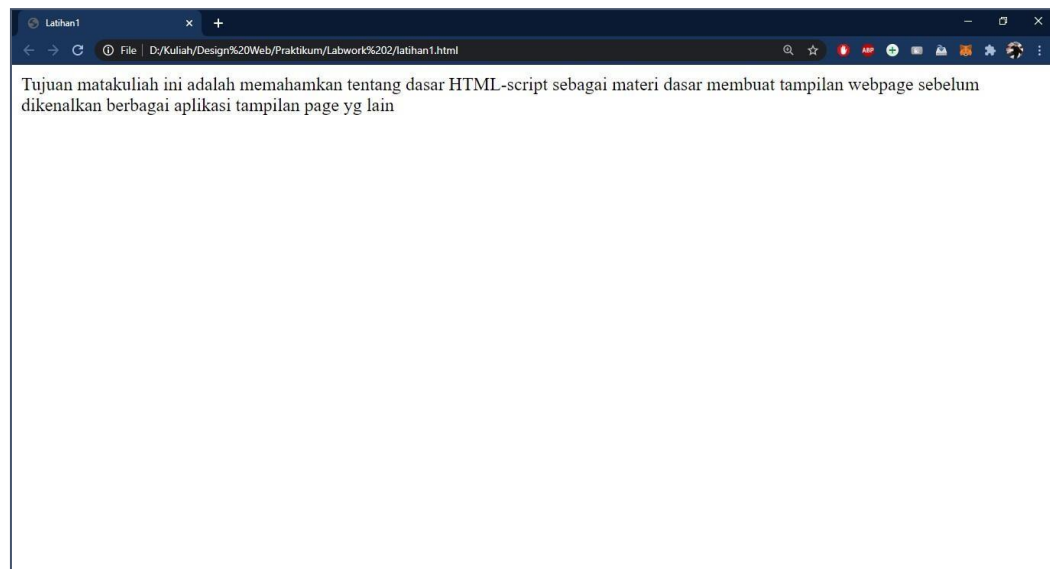 Latihan1
File D:/Kuliah/Design%20Web/Praktikum/Labwork%202/latihan1.html
ABP
Tujuan matakuliah ini adalah memahamkan tentang dasar HTML-script sebagai materi dasar membuat tampilan webpage sebelum
dikenalkan berbagai aplikasi tampilan page yg lain